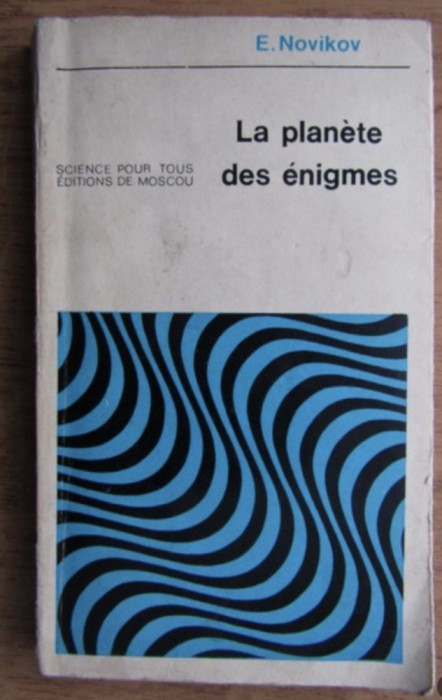 E. Novikov
La planète
des énigmes
SCIENCE POUR TOUS
ÉDITIONS DE MOSCOU